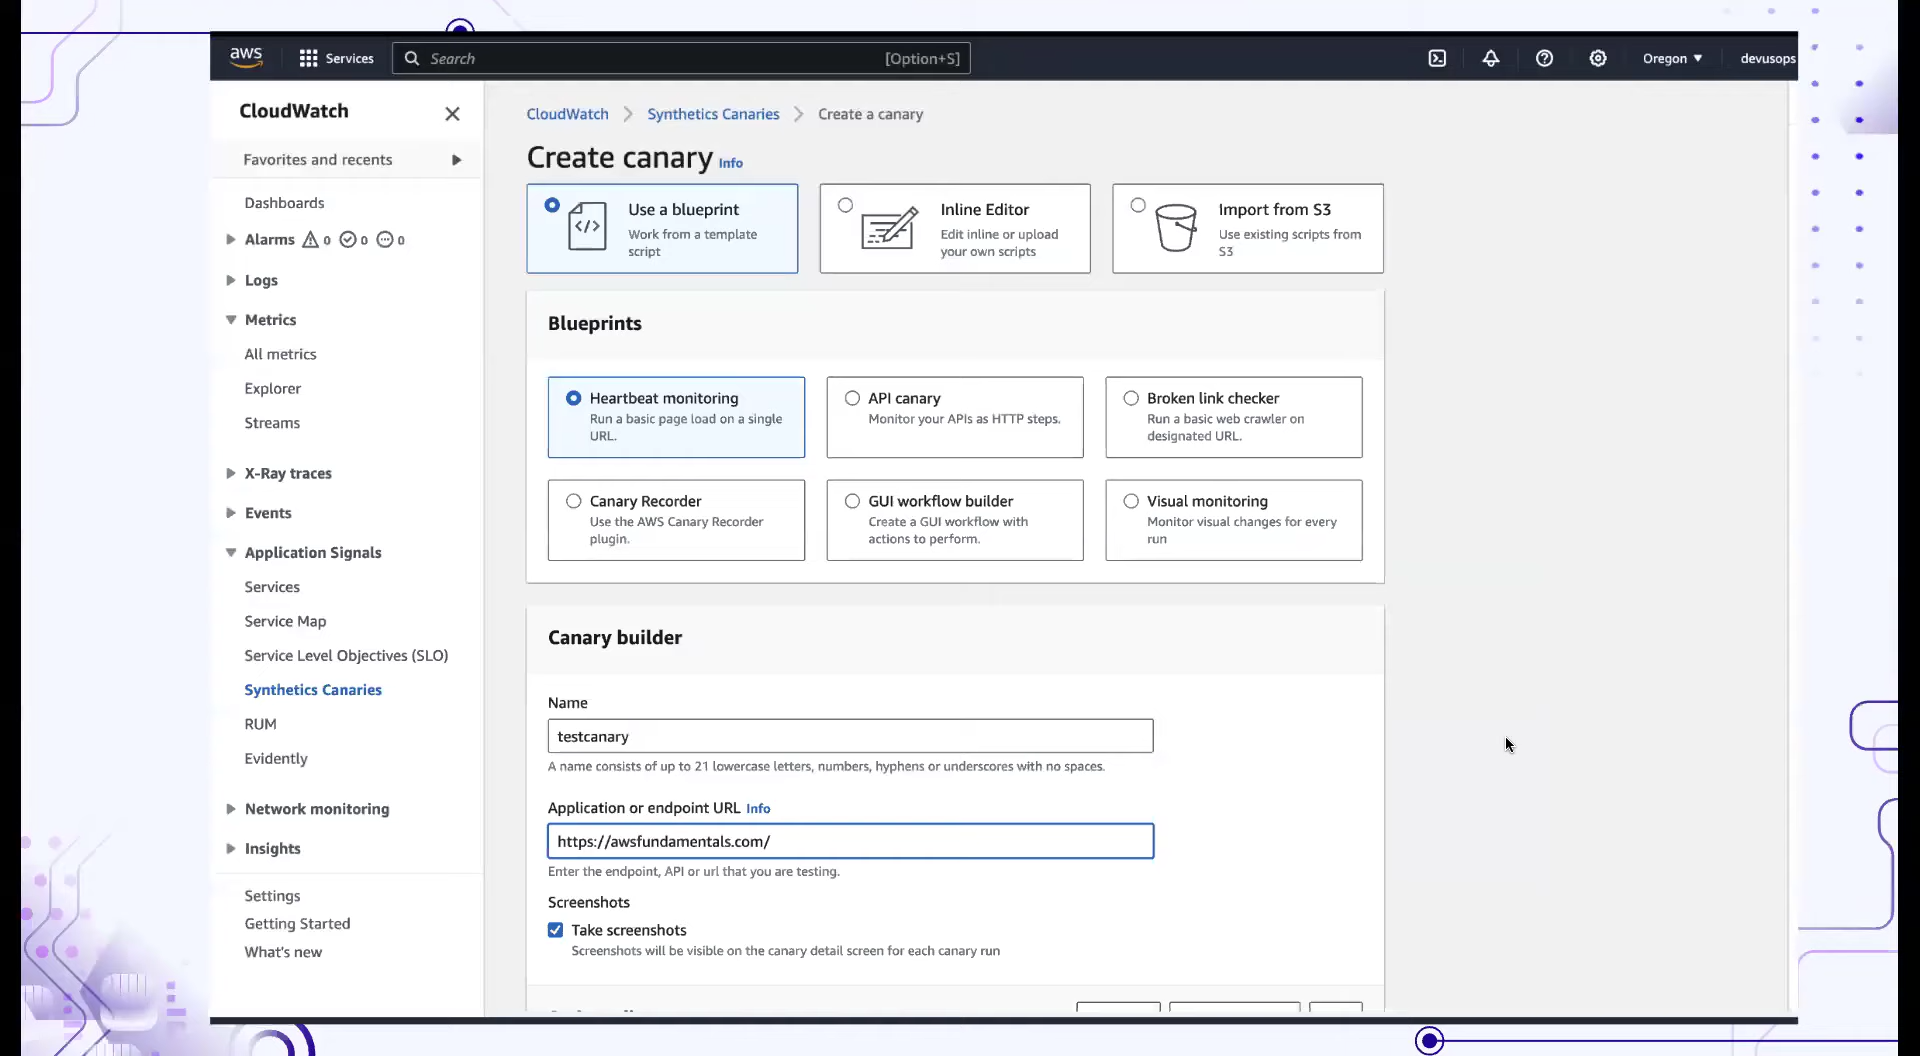 aws
Services
Search
[Option+S]
Oregon
devusops
CloudWatch
Favorites and recents
Dashboards
Alarms 0 0 0
Logs
Metrics
All metrics
Explorer
Streams
X-Ray traces
Events
Application Signals
Services
Service Map
Service Level Objectives (SLO)
Synthetics Canaries
RUM
Evidently
Network monitoring
Insights
Settings
Getting Started
What's new
CloudWatch
Synthetics Canaries
Create a canary
Create canary Info
Use a blueprint
Work from a template
script
Inline Editor
Edit inline or upload
your own scripts
Import from S3
Use existing scripts from
S3
Blueprints
Heartbeat monitoring
Run a basic page load on a single
URL.
API canary
Monitor your APIs as HTTP steps.
Broken link checker
Run a basic web crawler on
designated URL.
Canary Recorder
Use the AWS Canary Recorder
plugin.
GUI workflow builder
Create a GUI workflow with
actions to perform.
Visual monitoring
Monitor visual changes for every
run
Canary builder
Name
testcanary
A name consists of up to 21 lowercase letters, numbers, hyphens or underscores with no spaces.
Application or endpoint URL Info
https://awsfundamentals.com/
Enter the endpoint, API or url that you are testing.
Screenshots
Take screenshots
Screenshots will be visible on the canary detail screen for each canary run